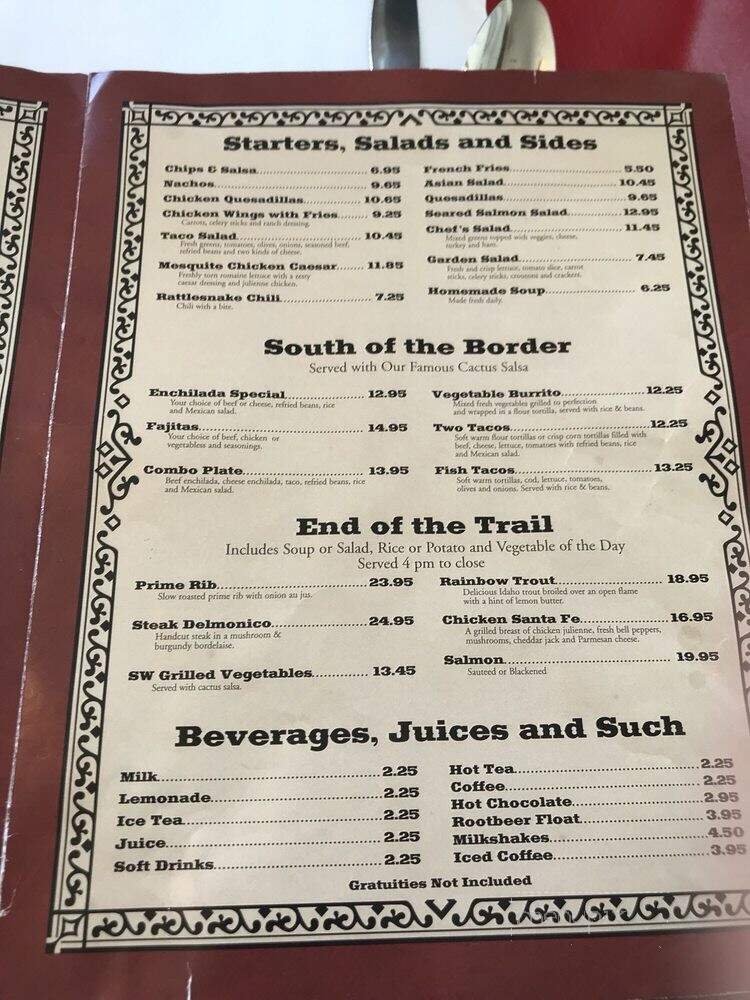 Starters, Salads and Sides
Chips & Salsa 6.95
Nachos 9.65
Chicken Quesadillas 10.65
Chicken Wings with Fries 9.25
Carrots, celery sticks and ranch dressing.
Taco Salad 10.45
Fresh greens, tomatoes, olives, onions, seasoned beef,
refried beans and two kinds of cheese.
Mesquite Chicken Caesar 11.85
Freshly torn romaine lettuce with a zesty
caesar dressing and julienne chicken.
Rattlesnake Chili 7.25
Chili with a bite.
French Fries 5.50
Asian Salad 10.45
Quesadillas 9.65
Seared Salmon Salad 12.95
Chef's Salad 11.45
Mixed greens topped with veggies, cheese,
turkey and ham.
Garden Salad 7.45
Fresh and crisp lettuce, tomato slice, carrot
sticks, celery sticks, croutons and crackers.
Homemade Soup 6.25
Made fresh daily.
South of the Border
Served with Our Famous Cactus Salsa
Enchilada Special 12.95
Your choice of beef or cheese, refried beans, rice
and Mexican salad.
Fajitas 14.95
Your choice of beef, chicken or
vegetables and seasonings.
Combo Plate 13.95
Beef enchilada, cheese enchilada, taco, refried beans, rice
and Mexican salad.
Vegetable Burrito 12.25
Mixed fresh vegetables grilled to perfection
and wrapped in a flour tortilla, served with rice & beans.
Two Tacos 12.25
Soft warm flour tortillas or crisp corn tortillas filled with
beef, cheese, lettuce, tomatoes with refried beans, rice
and Mexican salad.
Fish Tacos 13.25
Soft warm tortillas, cod, lettuce, tomatoes,
olives and onions. Served with rice & beans.
End of the Trail
Includes Soup or Salad, Rice or Potato and Vegetable of the Day
Served 4 pm to close
Prime Rib 23.95
Slow roasted prime rib with onion au jus.
Steak Delmonico 24.95
Handcut steak in a mushroom &
burgundy bordelaise.
SW Grilled Vegetables 13.45
Served with cactus salsa.
Rainbow Trout 18.95
Delicious Idaho trout broiled over an open flame
with a hint of lemon butter.
Chicken Santa Fe 16.95
A grilled breast of chicken julienne, fresh bell peppers,
mushrooms, cheddar jack and Parmesan cheese.
Salmon 19.95
Sauteed or Blackened
Beverages, Juices and Such
Milk 2.25
Lemonade 2.25
Ice Tea 2.25
Juice 2.25
Soft Drinks 2.25
Hot Tea 2.25
Coffee 2.25
Hot Chocolate 2.95
Rootbeer Float 3.95
Milkshakes 4.50
Iced Coffee 3.95
Gratuities Not Included